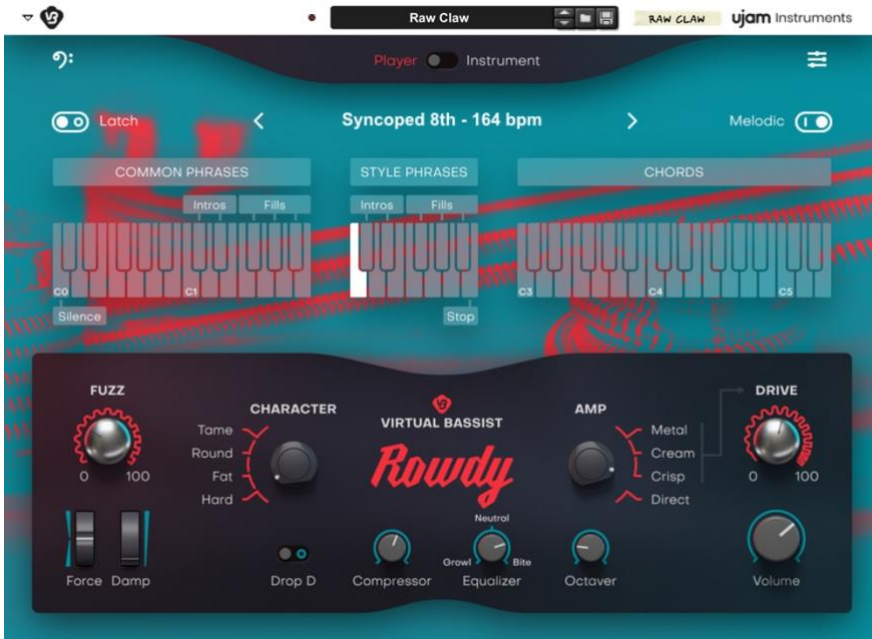 Raw Claw
RAW CLAW
ujam Instruments
Player Instrument
Latch
Syncoped 8th - 164 bpm
Melodic
COMMON PHRASES
STYLE PHRASES
CHORDS
Intros Fills
Intros Fills
C0 C1
C3 C4 C5
Silence
Stop
FUZZ
0 100
CHARACTER
Tame
Round
Fat
Hard
VB
VIRTUAL BASSIST
Rowdy
AMP
Metal
Cream
Crisp
Direct
DRIVE
0 100
Force Damp
Drop D
Compressor
Neutral
Growl Bite
Equalizer
Octaver
Volume